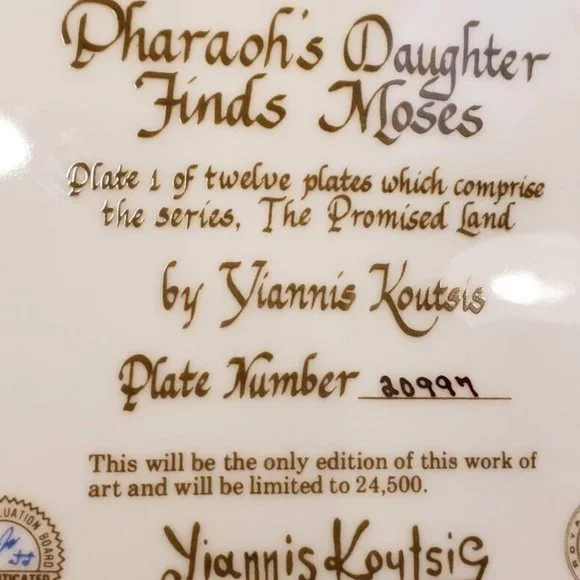 Pharaoh's Daughter
Finds Moses
Plate 1 of twelve plates which comprise
the series, The Promised Land
by Yiannis Koutsis
Plate Number 20997
This will be the only edition of this work of
art and will be limited to 24,500.
Yiannis Koutsis